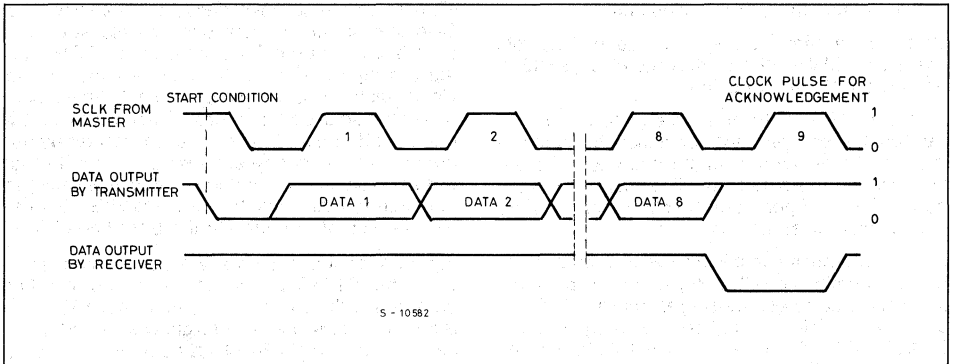 CLOCK PULSE FOR
ACKNOWLEDGEMENT
START CONDITION
SCLK FROM
MASTER
1
2
8
9
1
0
DATA OUTPUT
BY TRANSMITTER
DATA 1
DATA 2
DATA 8
1
0
DATA OUTPUT
BY RECEIVER
S - 10582